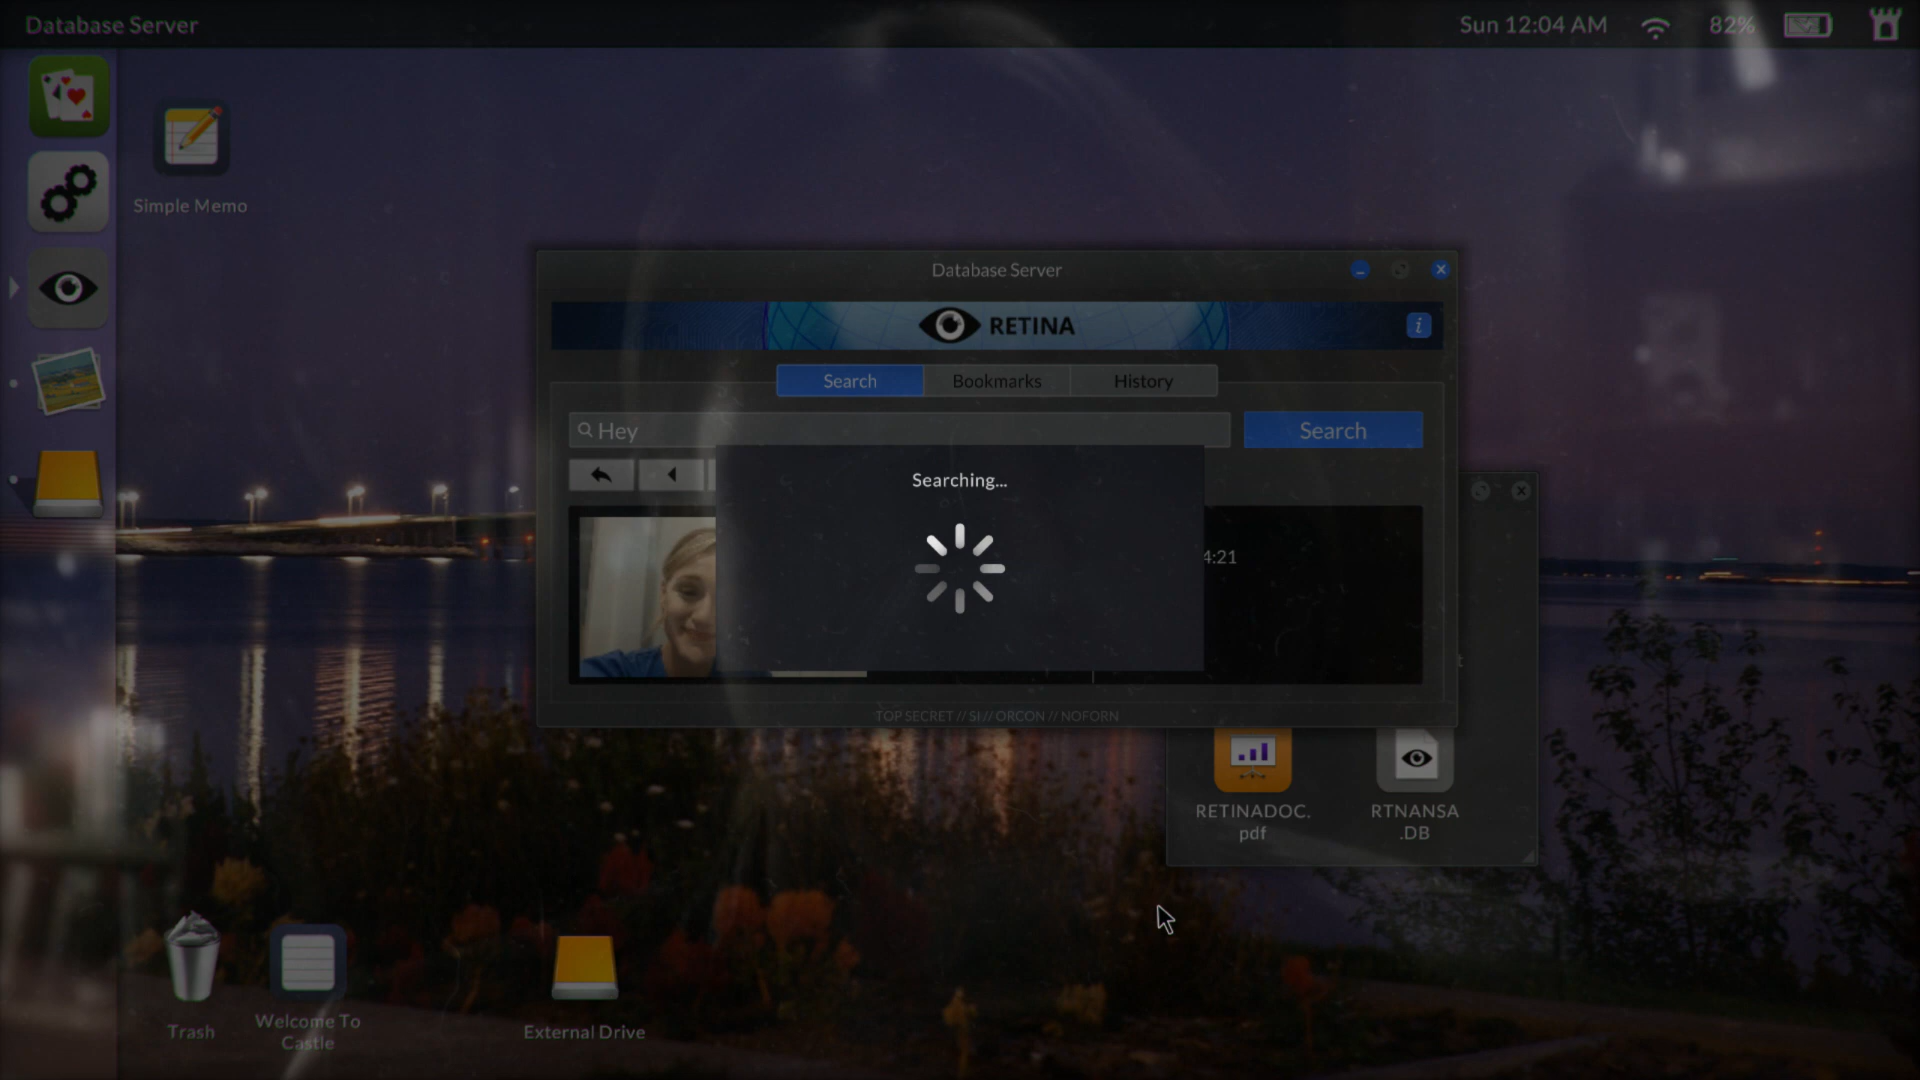 Database Server
Sun 12:04 AM
82%
Simple Memo
Database Server
RETINA
i
Search
Bookmarks
History
Hey
Search
Searching...
4:21
TOP SECRET // SI // ORCON // NOFORN
RETINADOC.
pdf
RTNANSA
.DB
Trash
Welcome To
Castle
External Drive